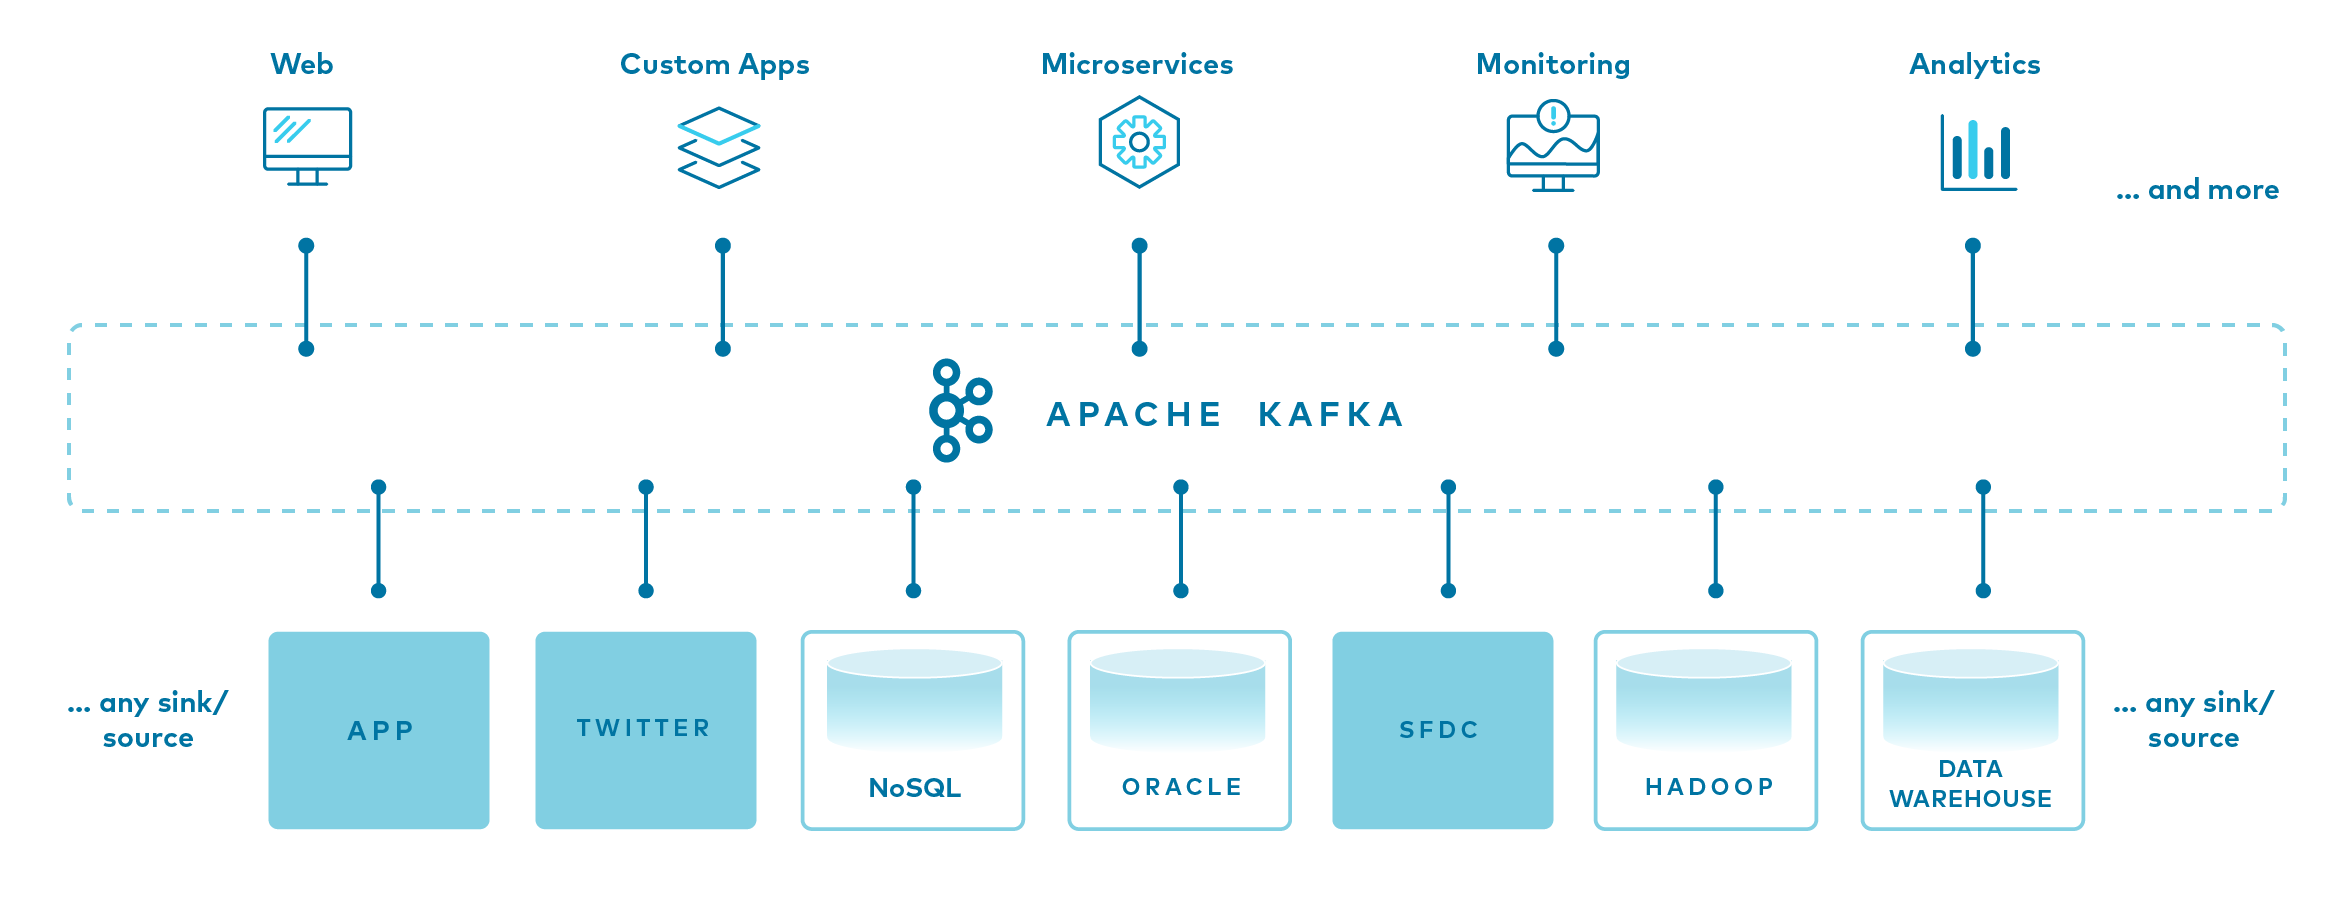 Web
Custom Apps
Microservices
Monitoring
Analytics
... and more
APACHE KAFKA
... any sink/
source
APP
TWITTER
NoSQL
ORACLE
SFDC
HADOOP
DATA
WAREHOUSE
... any sink/
source